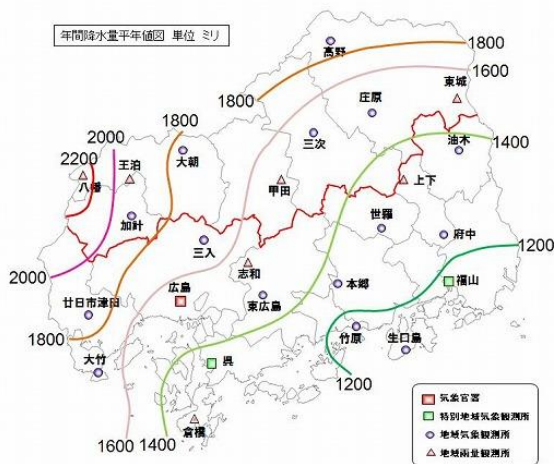 年間降水量平年値図 単位 ミリ
高野
1800
1600
東城
庄原
1800
1800
2000
2200
王泊
大朝
三次
油木
1400
八幡
甲田
上下
加計
世羅
府中
三入
1200
志和
広島
2000
福山
廿日市津田
東広島
本郷
1800
竹原
生口島
大竹
呉
1200
倉橋
1600
1400
気象官署
特別地域気象観測所
地域気象観測所
地域雨量観測所